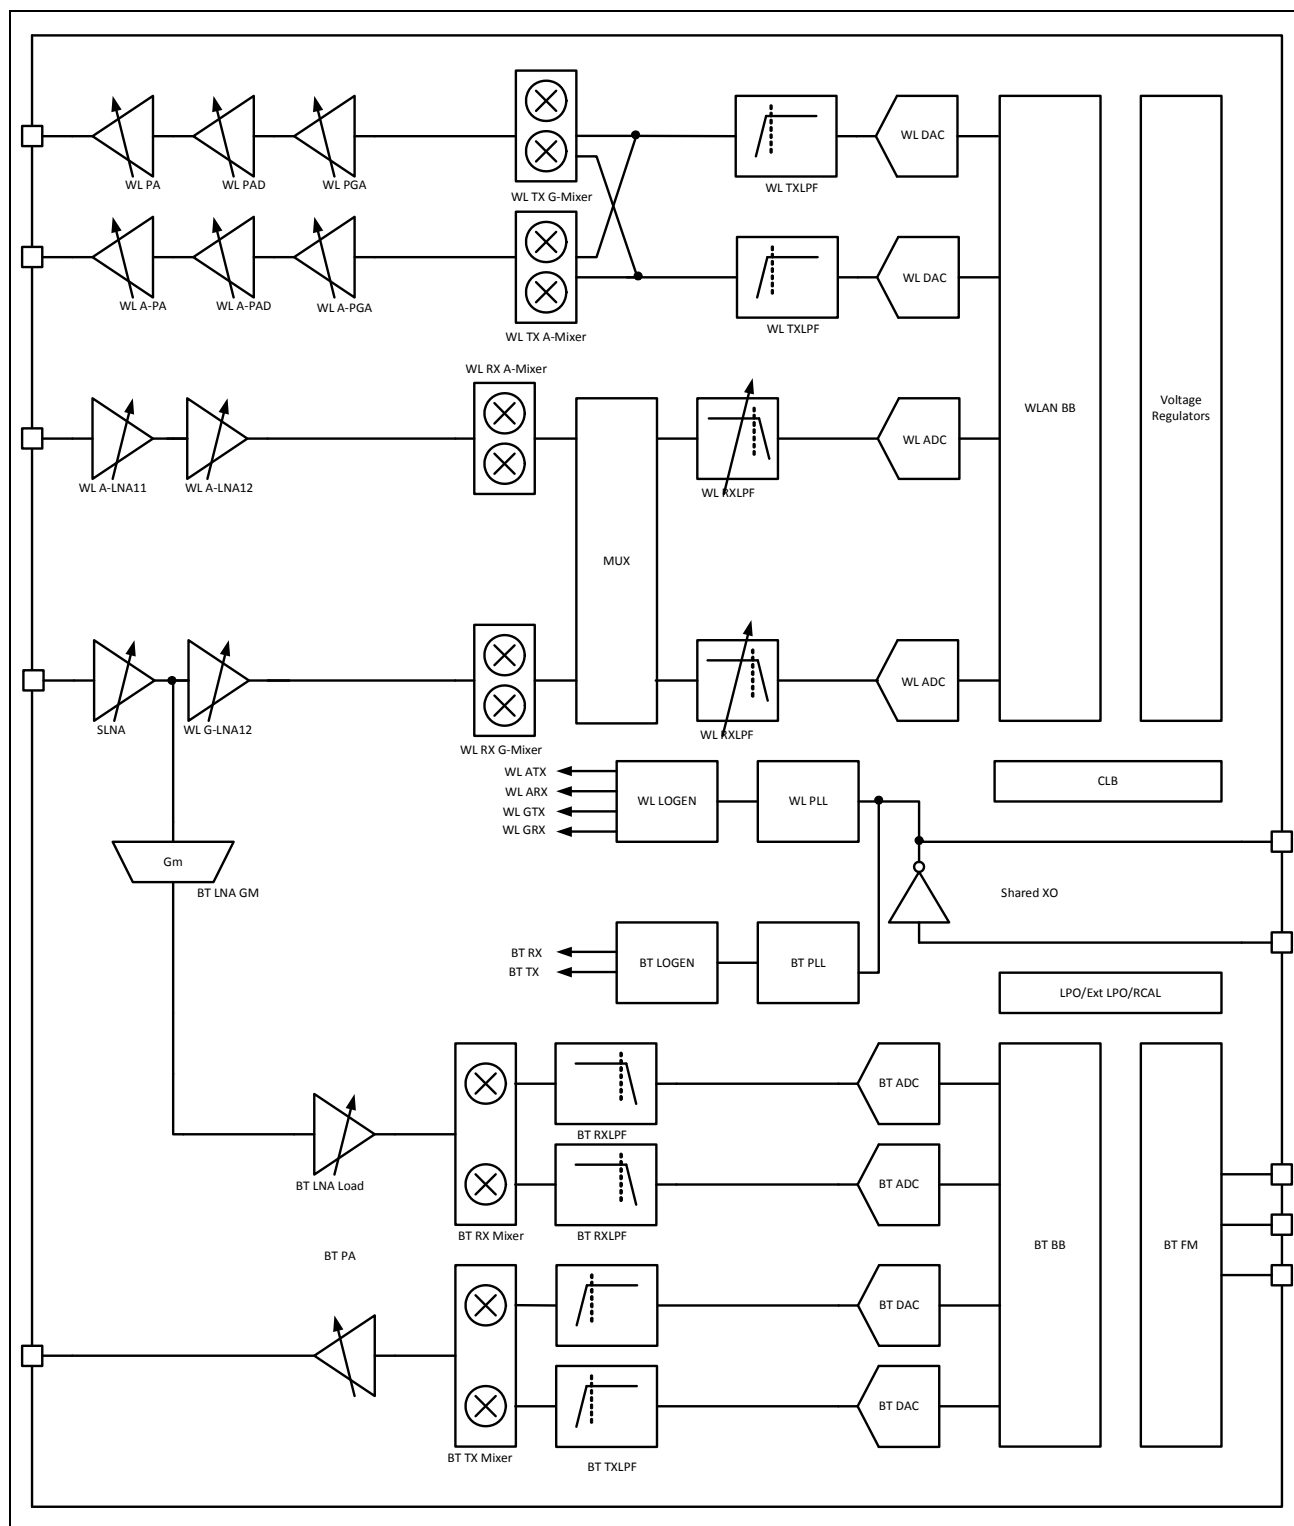 WL DAC
WL PA
WL PAD
WL PGA
WL TX G-Mixer
WL TXLPF
WL DAC
WL A-PA
WL A-PAD
WL A-PGA
WL TX A-Mixer
WL TXLPF
WL RX A-Mixer
WLAN BB
Voltage
Regulators
WL ADC
WL A-LNA11
WL A-LNA12
WL RXLPF
MUX
WL ADC
SLNA
WL G-LNA12
WL RX G-Mixer
WL RXLPF
WL ATX
WL ARX
WL GTX
WL GRX
WL LOGEN
WL PLL
CLB
Gm
BT LNA GM
Shared XO
BT RX
BT TX
BT LOGEN
BT PLL
LPO/Ext LPO/RCAL
BT ADC
BT RXLPF
BT LNA Load
BT ADC
BT RX Mixer
BT RXLPF
BT PA
BT BB
BT FM
BT DAC
BT DAC
BT TX Mixer
BT TXLPF